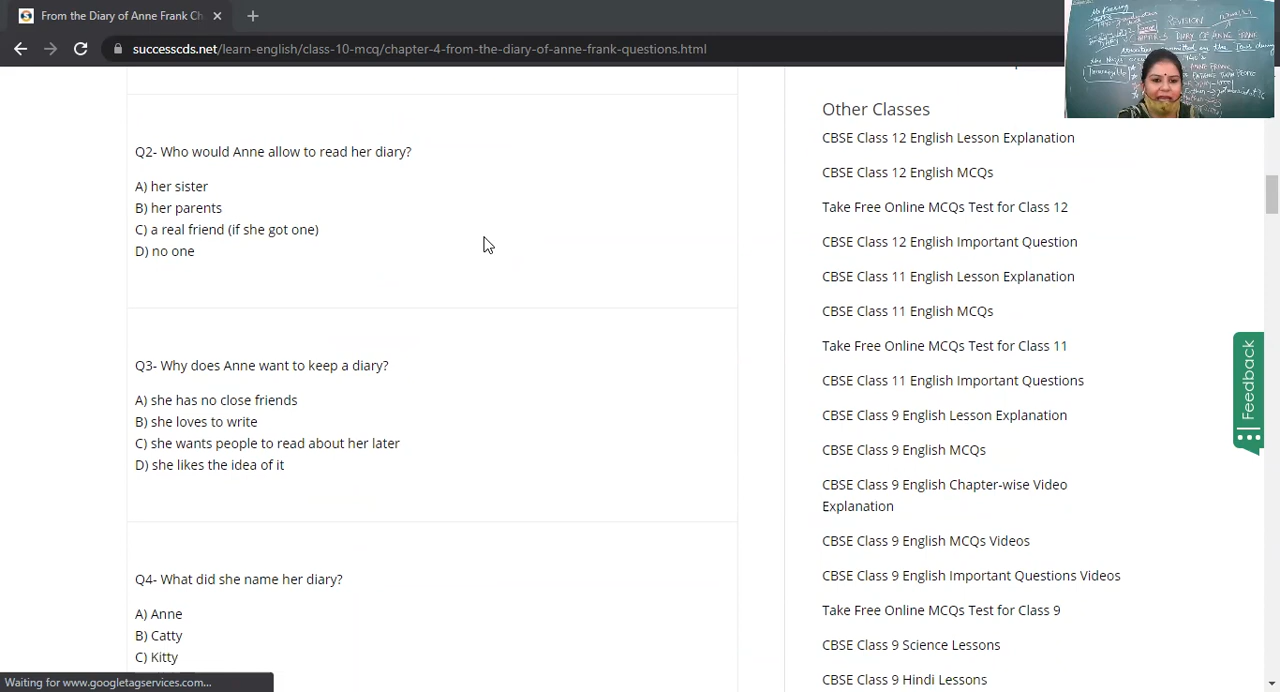 From the Diary of Anne Frank Ch
successcds.net/learn-english/class-10-mcq/chapter-4-from-the-diary-of-anne-frank-questions.html
REVISION
DIARY OF ANNE FRANK
Q2- Who would Anne allow to read her diary?
A) her sister
B) her parents
C) a real friend (if she got one)
D) no one
Q3- Why does Anne want to keep a diary?
A) she has no close friends
B) she loves to write
C) she wants people to read about her later
D) she likes the idea of it
Q4- What did she name her diary?
A) Anne
B) Catty
C) Kitty
Other Classes
CBSE Class 12 English Lesson Explanation
CBSE Class 12 English MCQs
Take Free Online MCQs Test for Class 12
CBSE Class 12 English Important Question
CBSE Class 11 English Lesson Explanation
CBSE Class 11 English MCQs
Take Free Online MCQs Test for Class 11
CBSE Class 11 English Important Questions
CBSE Class 9 English Lesson Explanation
CBSE Class 9 English MCQs
CBSE Class 9 English Chapter-wise Video
Explanation
CBSE Class 9 English MCQs Videos
CBSE Class 9 English Important Questions Videos
Take Free Online MCQs Test for Class 9
CBSE Class 9 Science Lessons
CBSE Class 9 Hindi Lessons
Feedback
Waiting for www.googletagservices.com...